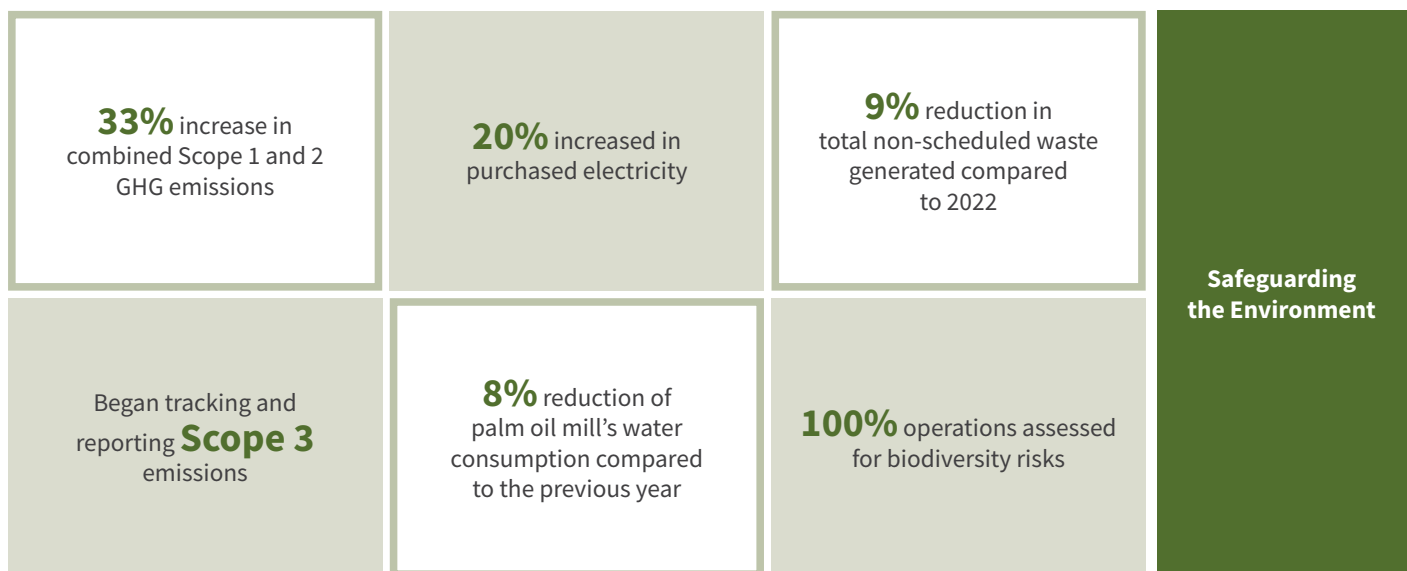 33% increase in
combined Scope 1 and 2
GHG emissions
20% increased in
purchased electricity
9% reduction in
total non-scheduled waste
generated compared
to 2022
Safeguarding
the Environment
Began tracking and
reporting Scope 3
emissions
8% reduction of
palm oil mill’s water
consumption compared
to the previous year
100% operations assessed
for biodiversity risks